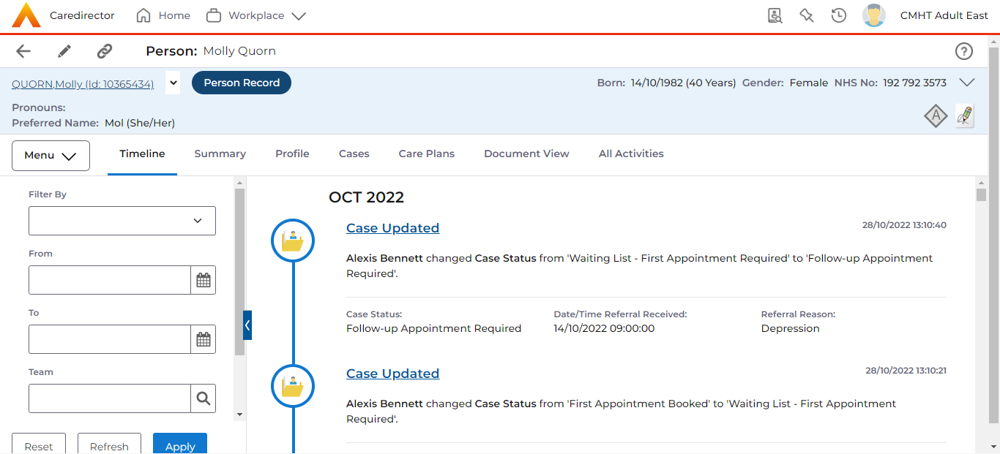 Caredirector Home Workplace CMHT Adult East
Person: Molly Quorn
QUORN,Molly (Id: 10365434) Person Record Born: 14/10/1982 (40 Years) Gender: Female NHS No: 192 792 3573
Pronouns:
Preferred Name: Mol (She/Her)
A
Menu Timeline Summary Profile Cases Care Plans Document View All Activities
Filter By
From
To
Team
Reset Refresh Apply
OCT 2022
Case Updated 28/10/2022 13:10:40
Alexis Bennett changed Case Status from 'Waiting List - First Appointment Required' to 'Follow-up Appointment
Required'.
Case Status: Date/Time Referral Received: Referral Reason:
Follow-up Appointment Required 14/10/2022 09:00:00 Depression
Case Updated 28/10/2022 13:10:21
Alexis Bennett changed Case Status from 'First Appointment Booked' to 'Waiting List - First Appointment
Required'.